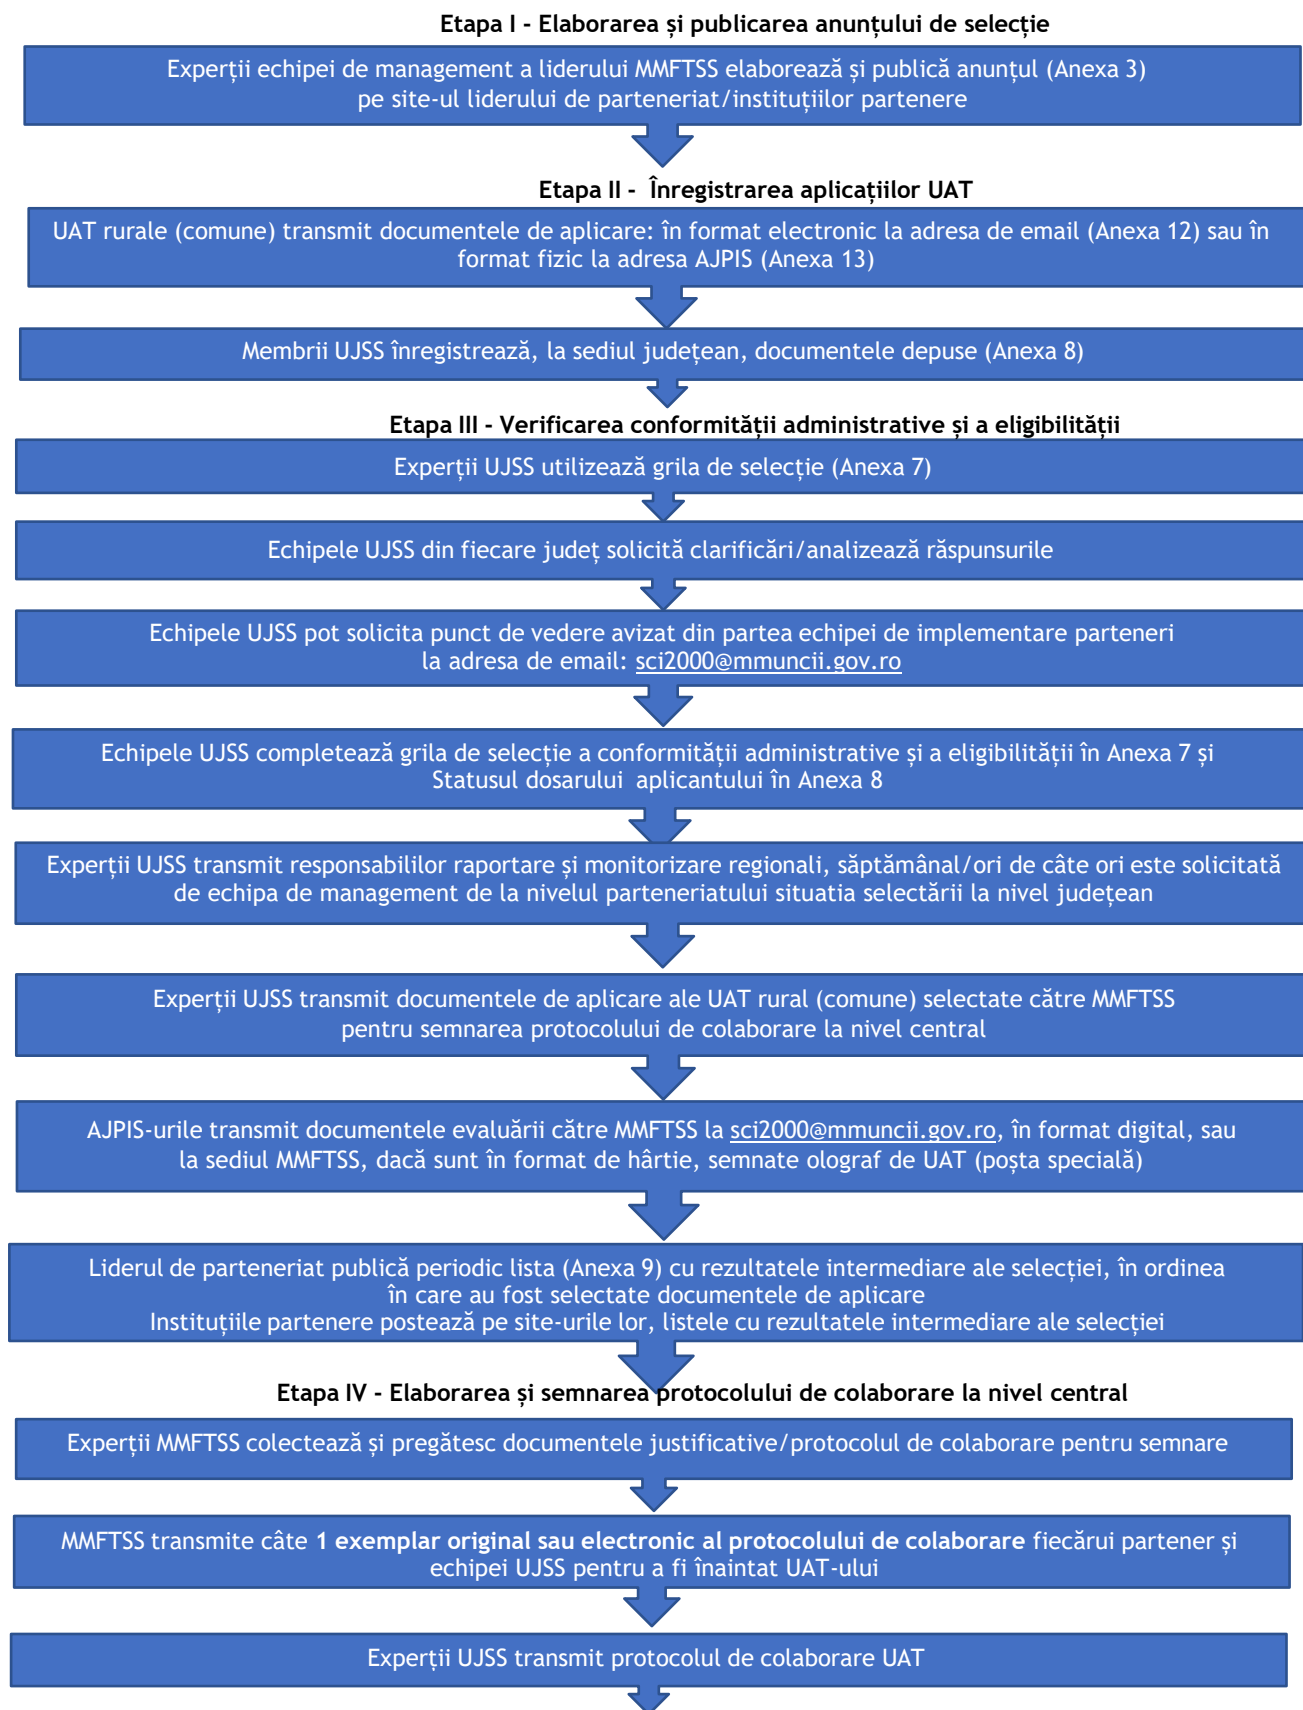 Etapa I - Elaborarea și publicarea anunțului de selecție
Experții echipei de management a liderului MMFTSS elaborează și publică anunțul (Anexa 3)
pe site-ul liderului de parteneriat/instituțiilor partenere
Etapa II -  Înregistrarea aplicațiilor UAT
UAT rurale (comune) transmit documentele de aplicare: în format electronic la adresa de email (Anexa 12) sau în
format fizic la adresa AJPIS (Anexa 13)
Membrii UJSS înregistrează, la sediul județean, documentele depuse (Anexa 8)
Etapa III - Verificarea conformității administrative și a eligibilității
Experții UJSS utilizează grila de selecție (Anexa 7)
Echipele UJSS din fiecare județ solicită clarificări/analizează răspunsurile
Echipele UJSS pot solicita punct de vedere avizat din partea echipei de implementare parteneri
la adresa de email: sci2000@mmuncii.gov.ro
Echipele UJSS completează grila de selecție a conformității administrative și a eligibilității în Anexa 7 și
Statusul dosarului  aplicantului în Anexa 8
Experții UJSS transmit responsabililor raportare și monitorizare regionali, săptămânal/ori de câte ori este solicitată
de echipa de management de la nivelul parteneriatului situatia selectării la nivel județean
Experții UJSS transmit documentele de aplicare ale UAT rural (comune) selectate către MMFTSS
pentru semnarea protocolului de colaborare la nivel central
AJPIS-urile transmit documentele evaluării către MMFTSS la sci2000@mmuncii.gov.ro, în format digital, sau
la sediul MMFTSS, dacă sunt în format de hârtie, semnate olograf de UAT (poșta specială)
Liderul de parteneriat publică periodic lista (Anexa 9) cu rezultatele intermediare ale selecției, în ordinea
în care au fost selectate documentele de aplicare
Instituțiile partenere postează pe site-urile lor, listele cu rezultatele intermediare ale selecției
Etapa IV - Elaborarea și semnarea protocolului de colaborare la nivel central
Experții MMFTSS colectează și pregătesc documentele justificative/protocolul de colaborare pentru semnare
MMFTSS transmite câte 1 exemplar original sau electronic al protocolului de colaborare fiecărui partener și
echipei UJSS pentru a fi înaintat UAT-ului
Experții UJSS transmit protocolul de colaborare UAT